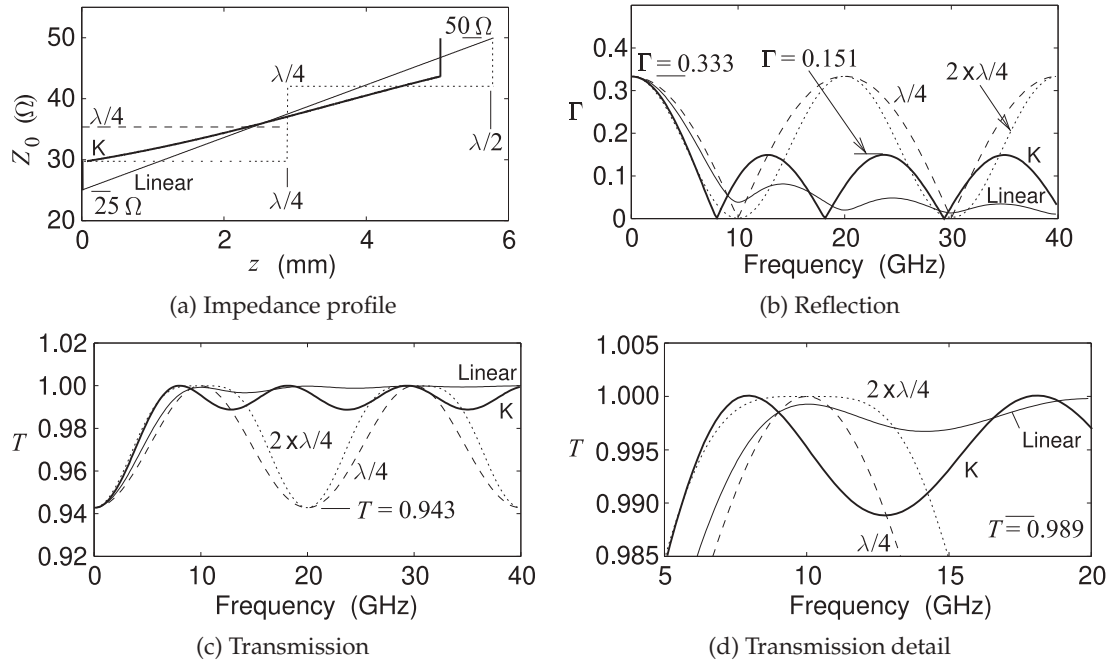 50 Ω
50
λ/4
40
λ/4
Z0 (Ω)
K
λ/2
30
Linear
25 Ω
λ/4
20
0 2 4 6
z (mm)
(a) Impedance profile
0.4
Γ = 0.333
Γ = 0.151
2 x λ/4
λ/4
0.3
Γ
0.2
K
0.1
Linear
0
0 10 20 30 40
Frequency (GHz)
(b) Reflection
1.02
Linear
1.00
K
0.98
2 x λ/4
T
0.96
λ/4
T = 0.943
0.94
0.92
0 10 20 30 40
Frequency (GHz)
(c) Transmission
1.005
1.000
2 x λ/4
0.995
Linear
T
K
0.990
T = 0.989
λ/4
0.985
5 10 15 20
Frequency (GHz)
(d) Transmission detail